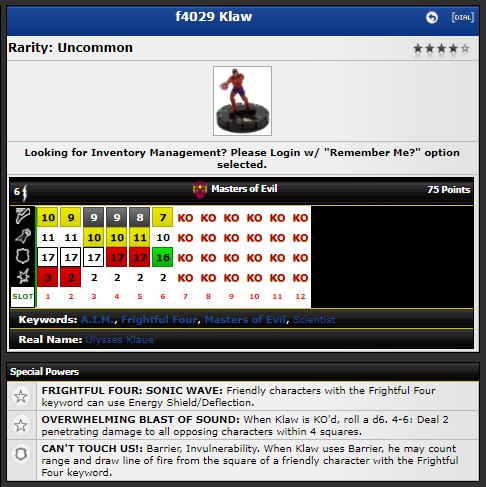 f4029 Klaw
[DIAL]
Rarity: Uncommon
Looking for Inventory Management? Please Login w/ "Remember Me?" option
selected.
6 Masters of Evil 75 Points
10 9 9 9 8 7 KO KO KO KO KO KO
11 11 10 10 11 10 KO KO KO KO KO KO
17 17 17 17 17 16 KO KO KO KO KO KO
3 2 2 2 2 2 KO KO KO KO KO KO
SLOT 1 2 3 4 5 6 7 8 9 10 11 12
Keywords: A.I.M., Frightful Four, Masters of Evil, Scientist
Real Name: Ulysses Klaue
Special Powers
FRIGHTFUL FOUR: SONIC WAVE: Friendly characters with the Frightful Four
keyword can use Energy Shield/Deflection.
OVERWHELMING BLAST OF SOUND: When Klaw is KO'd, roll a d6. 4-6: Deal 2
penetrating damage to all opposing characters within 4 squares.
CAN'T TOUCH US!: Barrier, Invulnerability. When Klaw uses Barrier, he may count
range and draw line of fire from the square of a friendly character with the Frightful
Four keyword.